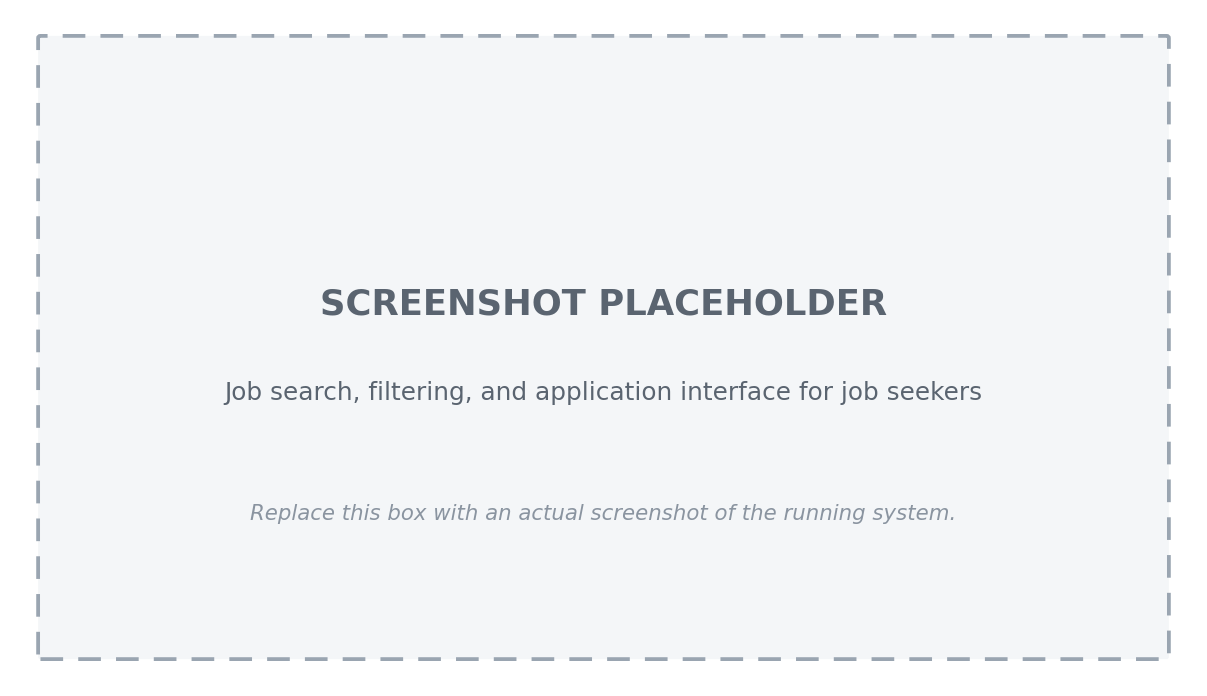 SCREENSHOT PLACEHOLDER
Job search, filtering, and application interface for job seekers
Replace this box with an actual screenshot of the running system.